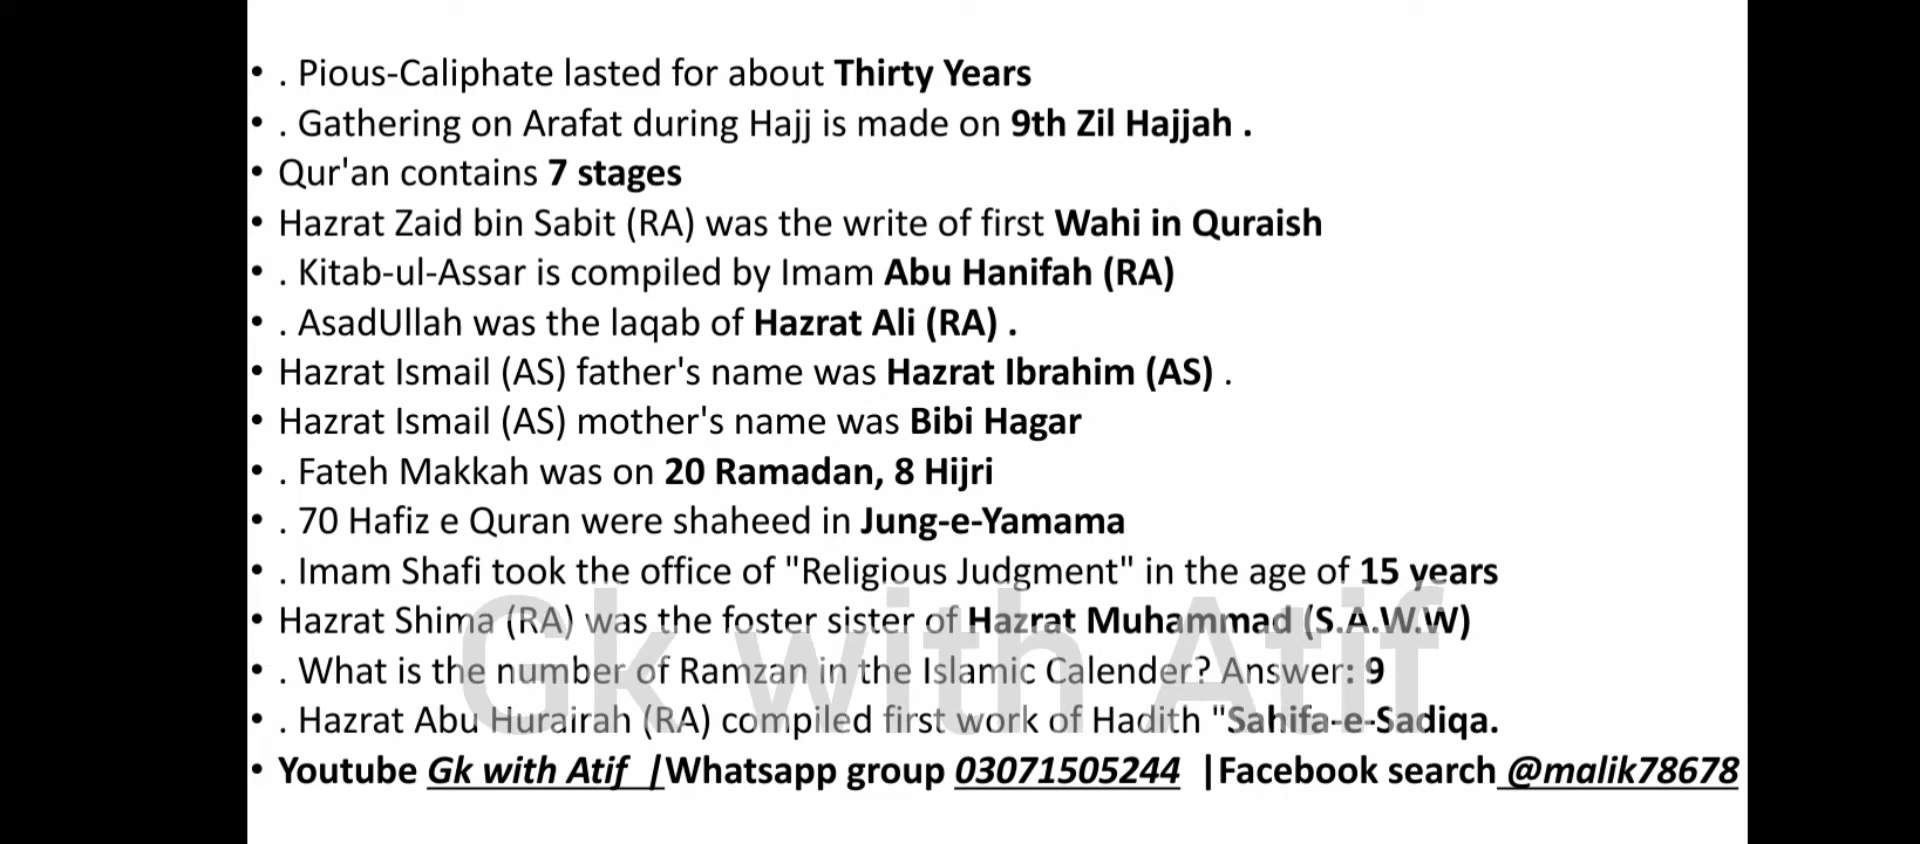 • . Pious-Caliphate lasted for about Thirty Years
• . Gathering on Arafat during Hajj is made on 9th Zil Hajjah .
• Qur'an contains 7 stages
• Hazrat Zaid bin Sabit (RA) was the write of first Wahi in Quraish
• . Kitab-ul-Assar is compiled by Imam Abu Hanifah (RA)
• . AsadUllah was the laqab of Hazrat Ali (RA) .
• Hazrat Ismail (AS) father's name was Hazrat Ibrahim (AS) .
• Hazrat Ismail (AS) mother's name was Bibi Hagar
• . Fateh Makkah was on 20 Ramadan, 8 Hijri
• . 70 Hafiz e Quran were shaheed in Jung-e-Yamama
• . Imam Shafi took the office of "Religious Judgment" in the age of 15 years
• Hazrat Shima (RA) was the foster sister of Hazrat Muhammad (S.A.W.W)
• . What is the number of Ramzan in the Islamic Calender? Answer: 9
• . Hazrat Abu Hurairah (RA) compiled first work of Hadith "Sahifa-e-Sadiqa.
• Youtube Gk with Atif |Whatsapp group 03071505244 |Facebook search @malik78678
Gk with Atif